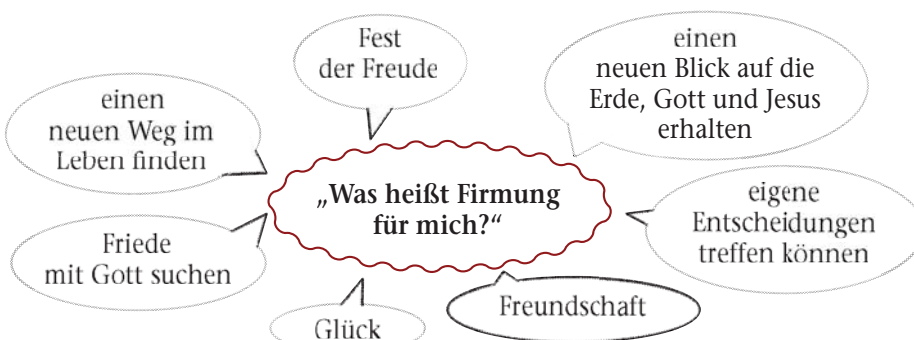 Fest
der Freude
einen
neuen Blick auf die
Erde, Gott und Jesus
erhalten
einen
neuen Weg im
Leben finden
„Was heißt Firmung
für mich?“
eigene
Entscheidungen
treffen können
Friede
mit Gott suchen
Freundschaft
Glück